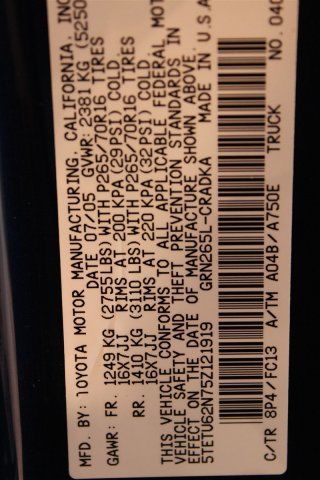 MFD. BY: TOYOTA MOTOR MANUFACTURING, CALIFORNIA, INC
DATE 07/05 GVWR: 2381 KG (5250
GAWR: FR. 1249 KG (2755LBS) WITH P265/70R16 TIRES
16X7JJ RIMS AT 200 KPA (29PSI) COLD.
RR. 1410 KG (3110 LBS) WITH P265/70R16 TIRES
16X7JJ RIMS AT 220 KPA (32PSI) COLD.
THIS VEHICLE CONFORMS TO ALL APPLICABLE FEDERAL MOT
VEHICLE SAFETY AND THEFT PREVENTION STANDARDS IN
EFFECT ON THE DATE OF MANUFACTURE SHOWN ABOVE.
5TETU62N75Z121919 GRN265L-CRADKA MADE IN U.S.A
C/TR 8P4/FC13 A/TM A04B/A750E TRUCK NO. 040